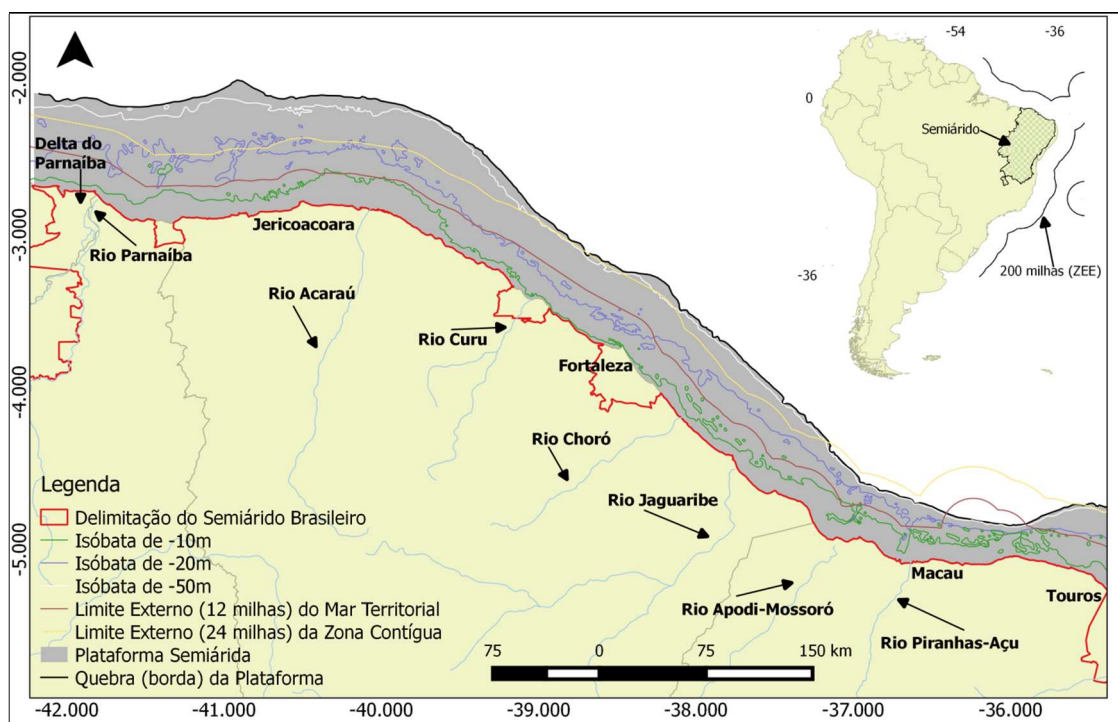 -54
-36
0
Semiárido
-36
200 milhas (ZEE)
-2.000
-3.000
-4.000
-5.000
Delta do
Parnaíba
Rio Parnaíba
Jericoacoara
Rio Acaraú
Rio Curu
Fortaleza
Rio Choró
Rio Jaguaribe
Rio Apodi-Mossoró
Macau
Touros
Rio Piranhas-Açu
Legenda
Delimitação do Semiárido Brasileiro
Isóbata de -10m
Isóbata de -20m
Isóbata de -50m
Limite Externo (12 milhas) do Mar Territorial
Limite Externo (24 milhas) da Zona Contígua
Plataforma Semiárida
Quebra (borda) da Plataforma
75 0 75 150 km
-42.000 -41.000 -40.000 -39.000 -38.000 -37.000 -36.000